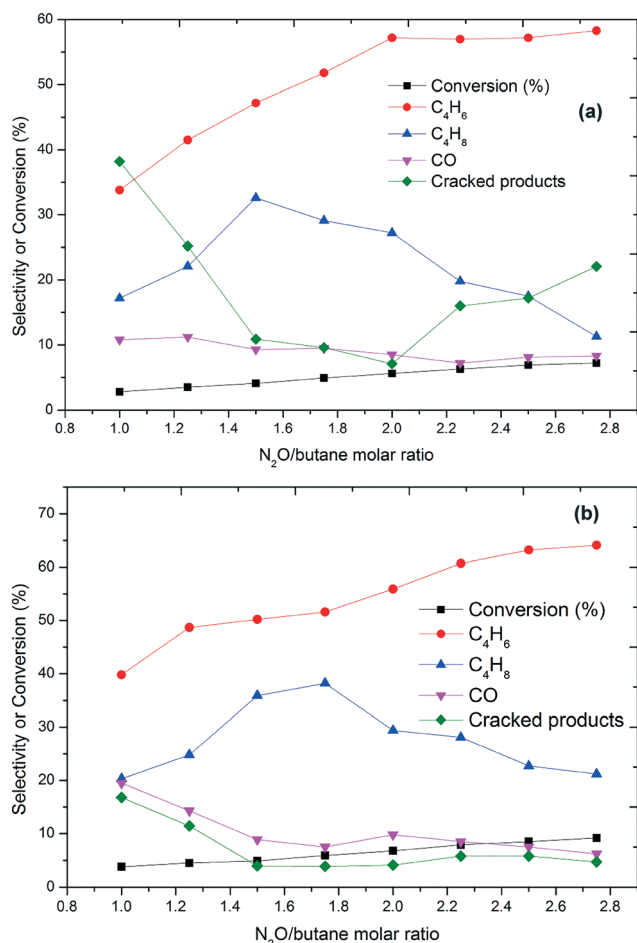 60
50
40
30
20
10
0
Selectivity or Conversion (%)
Conversion (%)
C₄H₆
C₄H₈
CO
Cracked products
(a)
0.8 1.0 1.2 1.4 1.6 1.8 2.0 2.2 2.4 2.6 2.8
N₂O/butane molar ratio
70
60
50
40
30
20
10
0
Selectivity or Conversion (%)
(b)
Conversion (%)
C₄H₆
C₄H₈
CO
Cracked products
0.8 1.0 1.2 1.4 1.6 1.8 2.0 2.2 2.4 2.6 2.8
N₂O/butane molar ratio